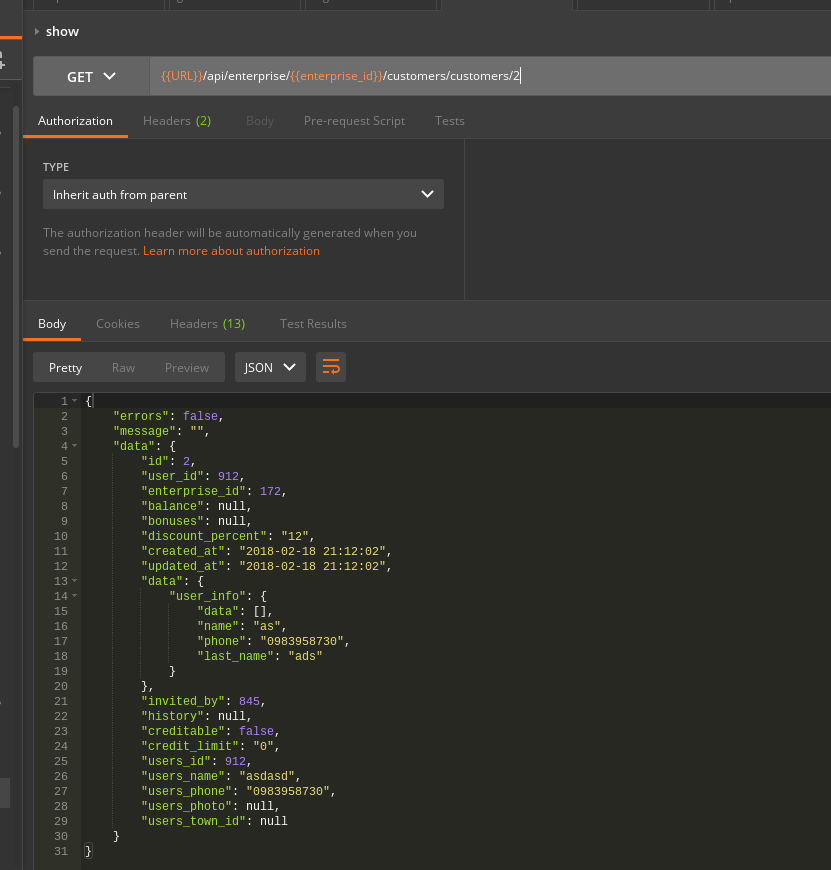 show
GET {{URL}}/api/enterprise/{{enterprise_id}}/customers/customers/2
Authorization Headers (2) Body Pre-request Script Tests
TYPE
Inherit auth from parent
The authorization header will be automatically generated when you
send the request. Learn more about authorization
Body Cookies Headers (13) Test Results
Pretty Raw Preview JSON
1 {
2 "errors": false,
3 "message": "",
4 "data": {
5 "id": 2,
6 "user_id": 912,
7 "enterprise_id": 172,
8 "balance": null,
9 "bonuses": null,
10 "discount_percent": "12",
11 "created_at": "2018-02-18 21:12:02",
12 "updated_at": "2018-02-18 21:12:02",
13 "data": {
14 "user_info": {
15 "data": [],
16 "name": "as",
17 "phone": "0983958730",
18 "last_name": "ads"
19 }
20 },
21 "invited_by": 845,
22 "history": null,
23 "creditable": false,
24 "credit_limit": "0",
25 "users_id": 912,
26 "users_name": "asdasd",
27 "users_phone": "0983958730",
28 "users_photo": null,
29 "users_town_id": null
30 }
31 }